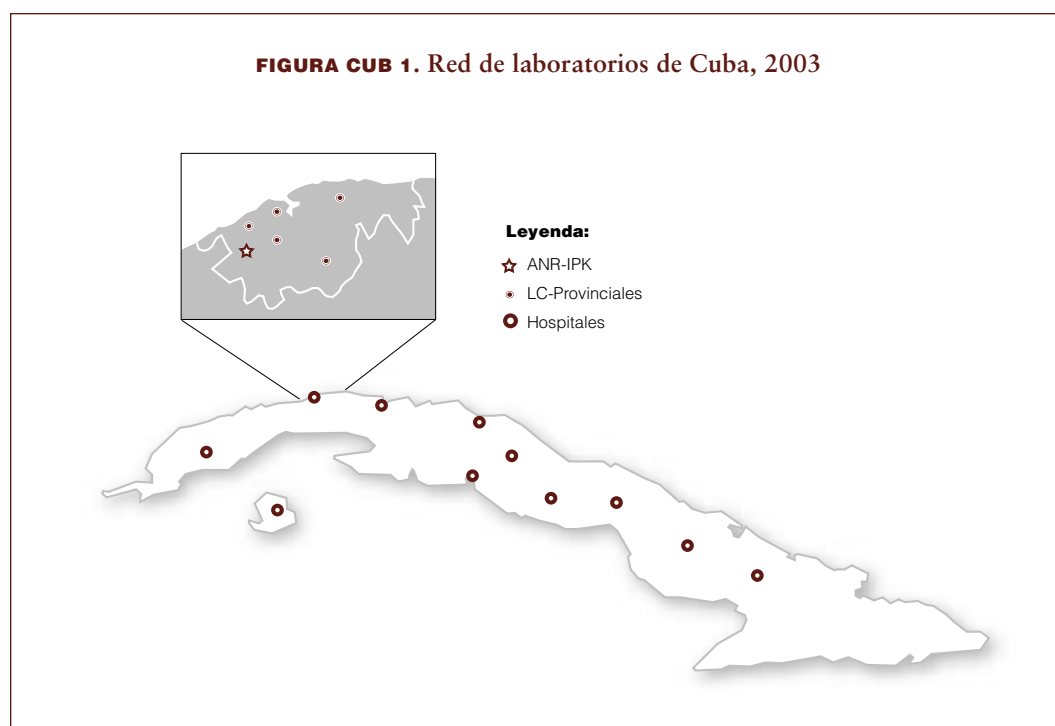 FIGURA CUB 1. Red de laboratorios de Cuba, 2003
Leyenda:
ANR-IPK
LC-Provinciales
Hospitales